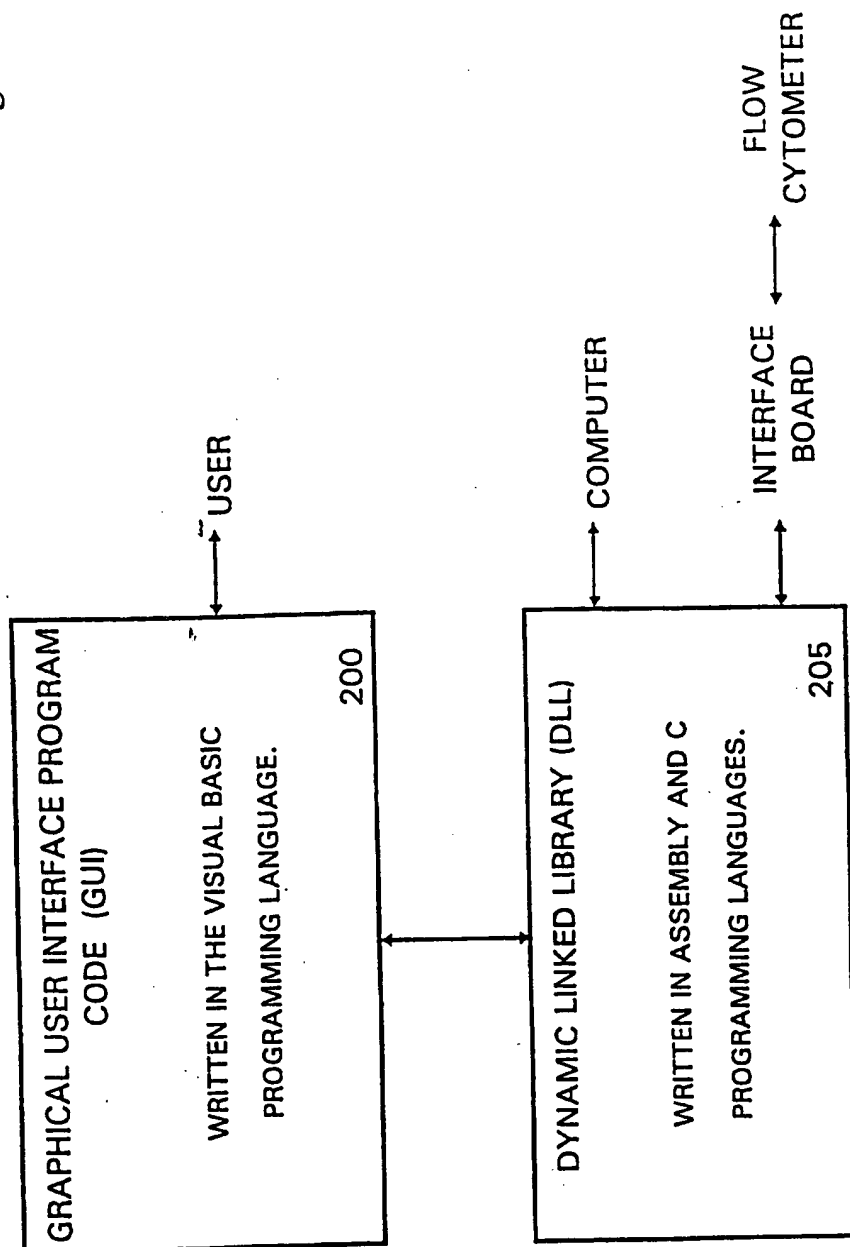 GRAPHICAL USER INTERFACE PROGRAM
CODE (GUI)
WRITTEN IN THE VISUAL BASIC
PROGRAMMING LANGUAGE.
200
USER
DYNAMIC LINKED LIBRARY (DLL)
WRITTEN IN ASSEMBLY AND C
PROGRAMMING LANGUAGES.
205
COMPUTER
INTERFACE
BOARD
FLOW
CYTOMETER